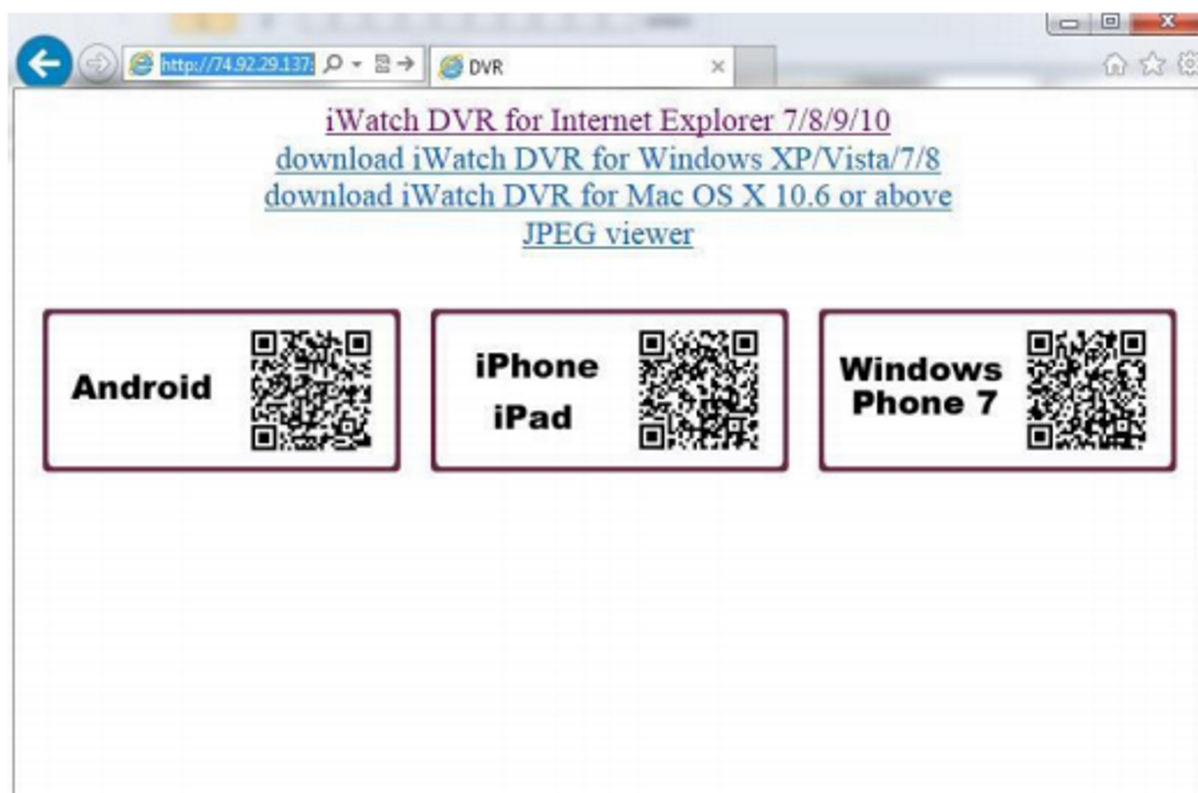 http://74.92.29.137:
DVR
iWatch DVR for Internet Explorer 7/8/9/10
download iWatch DVR for Windows XP/Vista/7/8
download iWatch DVR for Mac OS X 10.6 or above
JPEG viewer
Android
iPhone
iPad
Windows
Phone 7